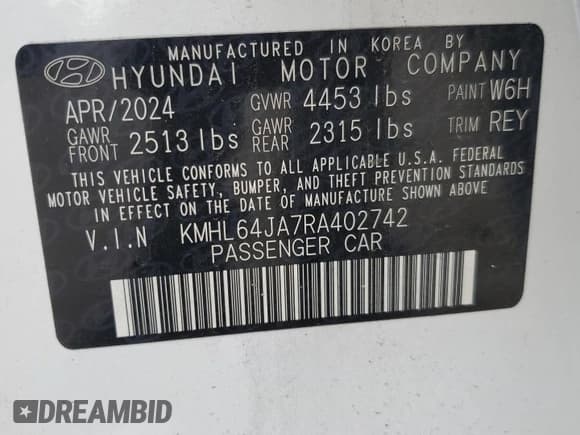 MANUFACTURED IN KOREA BY
HYUNDAI MOTOR COMPANY
APR/2024 GVWR 4453 lbs PAINT W6H
GAWR FRONT 2513 lbs GAWR REAR 2315 lbs TRIM REY
THIS VEHICLE CONFORMS TO ALL APPLICABLE U.S.A. FEDERAL
MOTOR VEHICLE SAFETY, BUMPER, AND THEFT PREVENTION STANDARDS
IN EFFECT ON THE DATE OF MANUFACTURE SHOWN ABOVE
V.I.N KMHL64JA7RA402742
PASSENGER CAR
DREAMBID